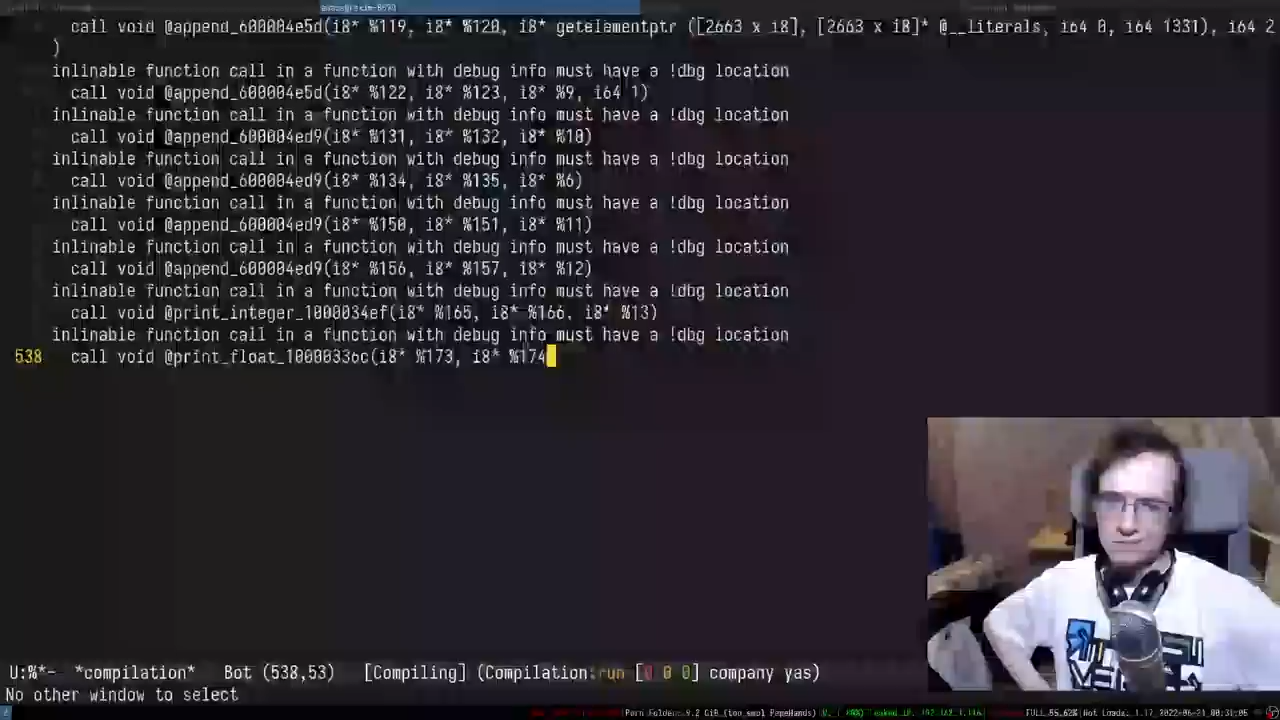 call void @append_600004e5d(i8* %119, i8* %120, i8* getelementptr ([2663 x i8], [2663 x i8]* @__literals, i64 0, i64 1331), i64 2
)
inlinable function call in a function with debug info must have a !dbg location
call void @append_600004e5d(i8* %122, i8* %123, i8* %9, i64 1)
inlinable function call in a function with debug info must have a !dbg location
call void @append_600004ed9(i8* %131, i8* %132, i8* %10)
inlinable function call in a function with debug info must have a !dbg location
call void @append_600004ed9(i8* %134, i8* %135, i8* %6)
inlinable function call in a function with debug info must have a !dbg location
call void @append_600004ed9(i8* %150, i8* %151, i8* %11)
inlinable function call in a function with debug info must have a !dbg location
call void @append_600004ed9(i8* %156, i8* %157, i8* %12)
inlinable function call in a function with debug info must have a !dbg location
call void @print_integer_1000034ef(i8* %165, i8* %166, i8* %13)
inlinable function call in a function with debug info must have a !dbg location
538 call void @print_float_10000336c(i8* %173, i8* %174
U:%*- *compilation* Bot (538,53) [Compiling] (Compilation:run [0 0 0] company yas)
No other window to select